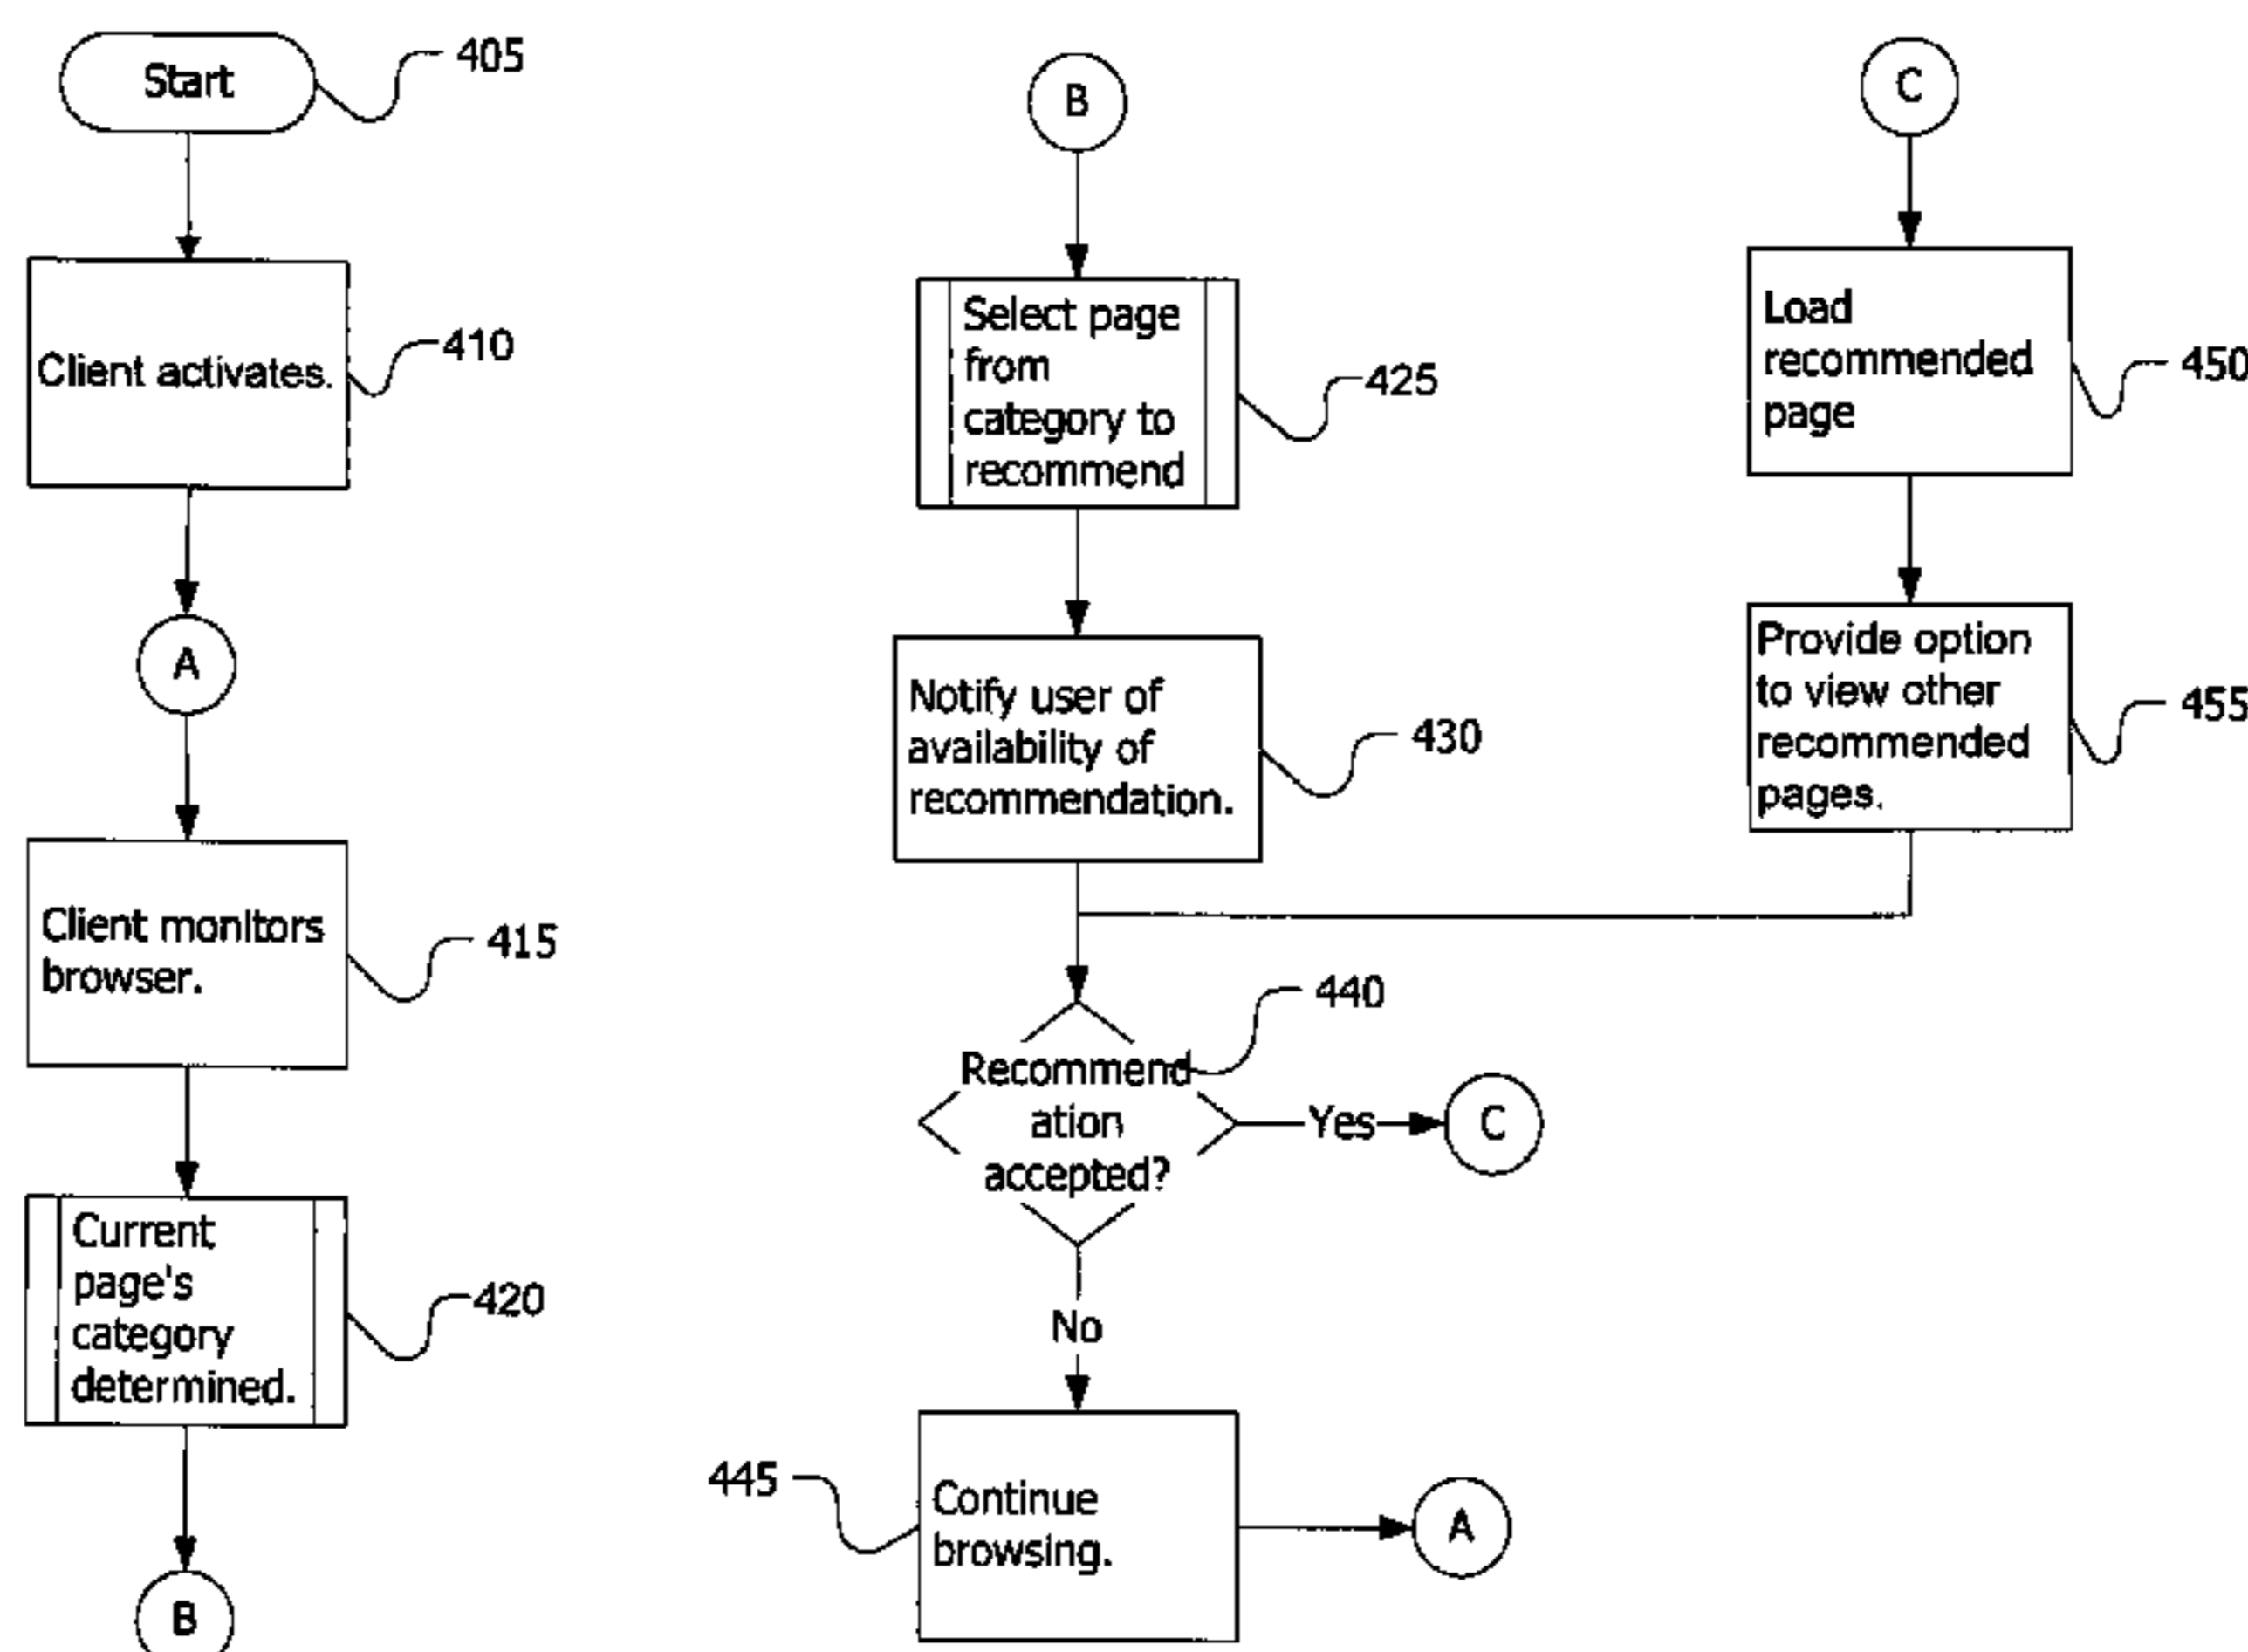 Start
405
Client activates.
410
A
Client monitors
browser.
415
Current
page's
category
determined.
420
B
B
Select page
from
category to
recommend
425
Notify user of
availability of
recommendation.
430
Recommend
ation
accepted?
440
Yes
C
No
445
Continue
browsing.
A
C
Load
recommended
page
450
Provide option
to view other
recommended
pages.
455